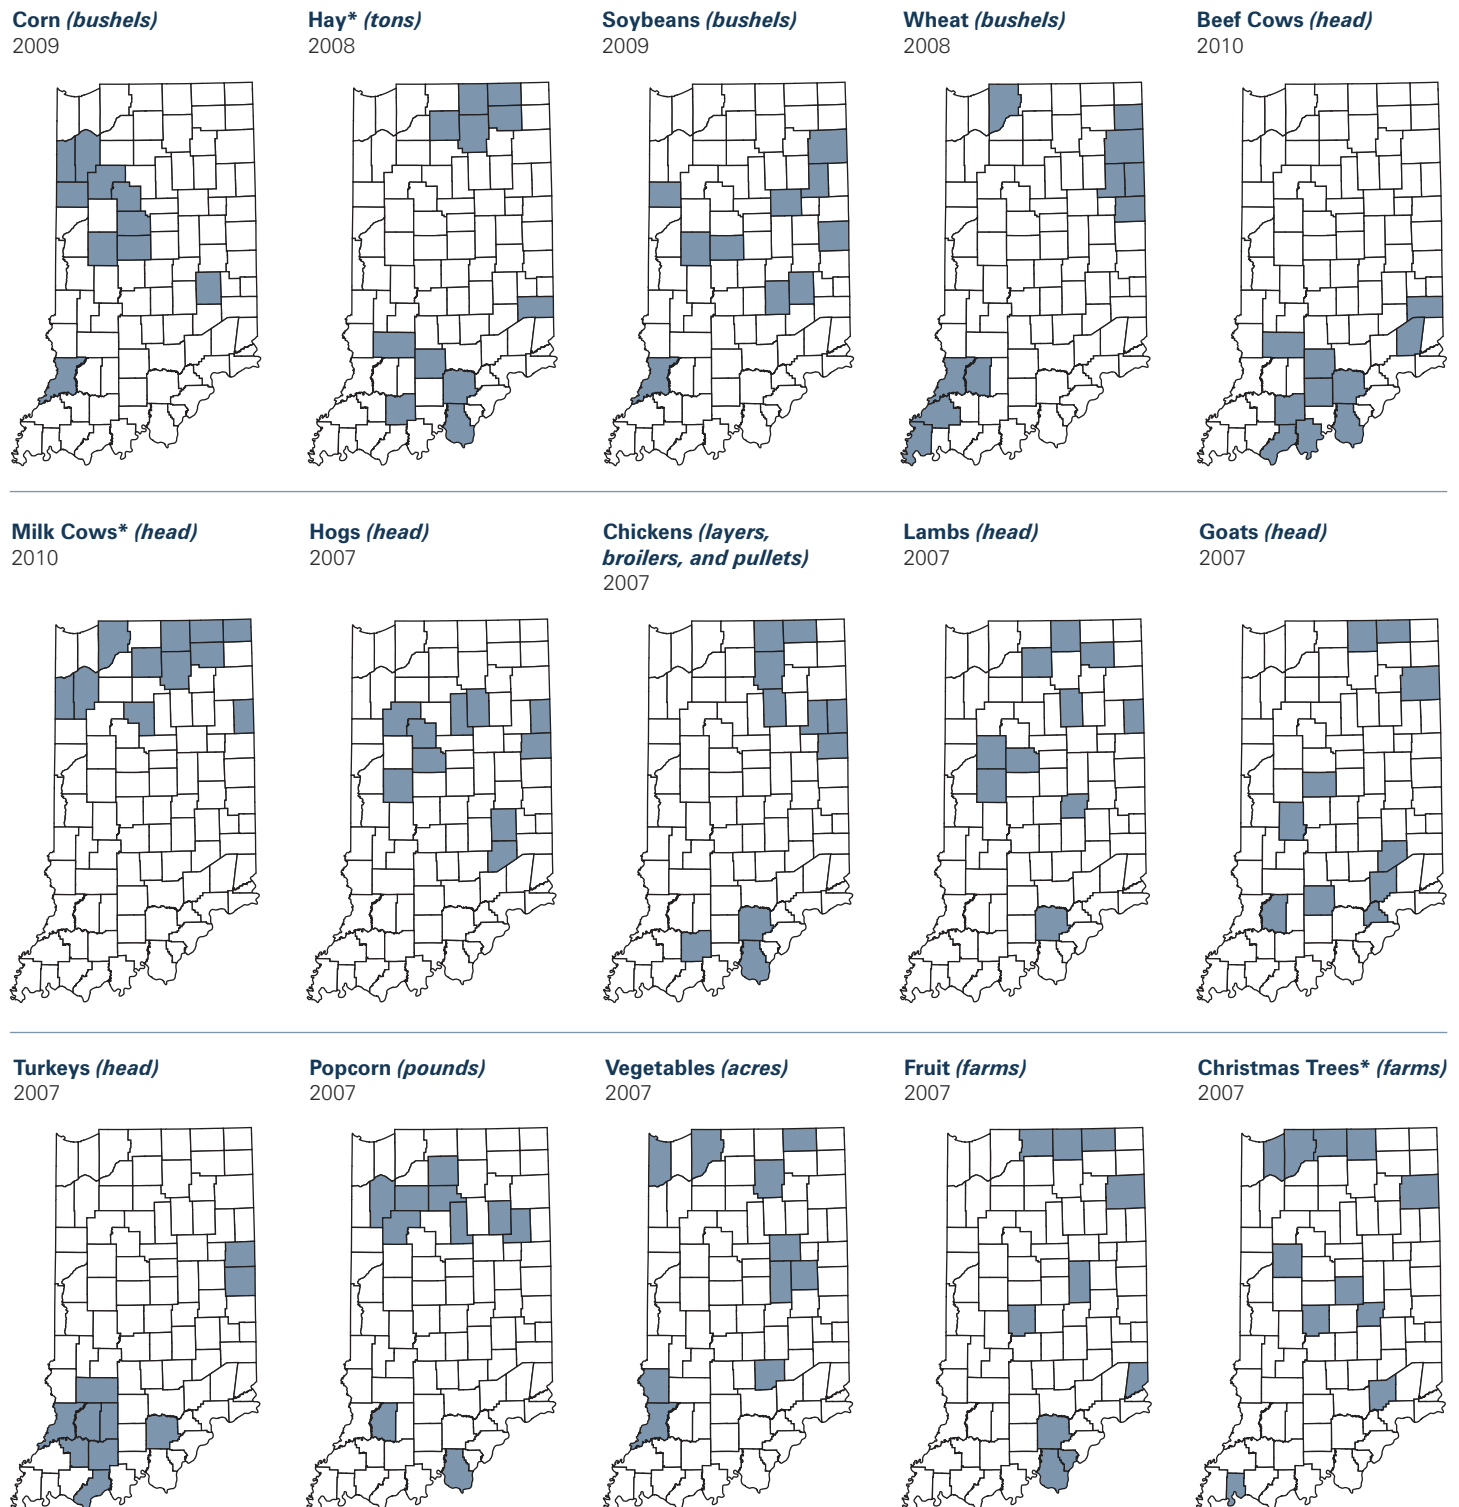 Corn (bushels)
2009
Hay* (tons)
2008
Soybeans (bushels)
2009
Wheat (bushels)
2008
Beef Cows (head)
2010
Milk Cows* (head)
2010
Hogs (head)
2007
Chickens (layers,
broilers, and pullets)
2007
Lambs (head)
2007
Goats (head)
2007
Turkeys (head)
2007
Popcorn (pounds)
2007
Vegetables (acres)
2007
Fruit (farms)
2007
Christmas Trees* (farms)
2007